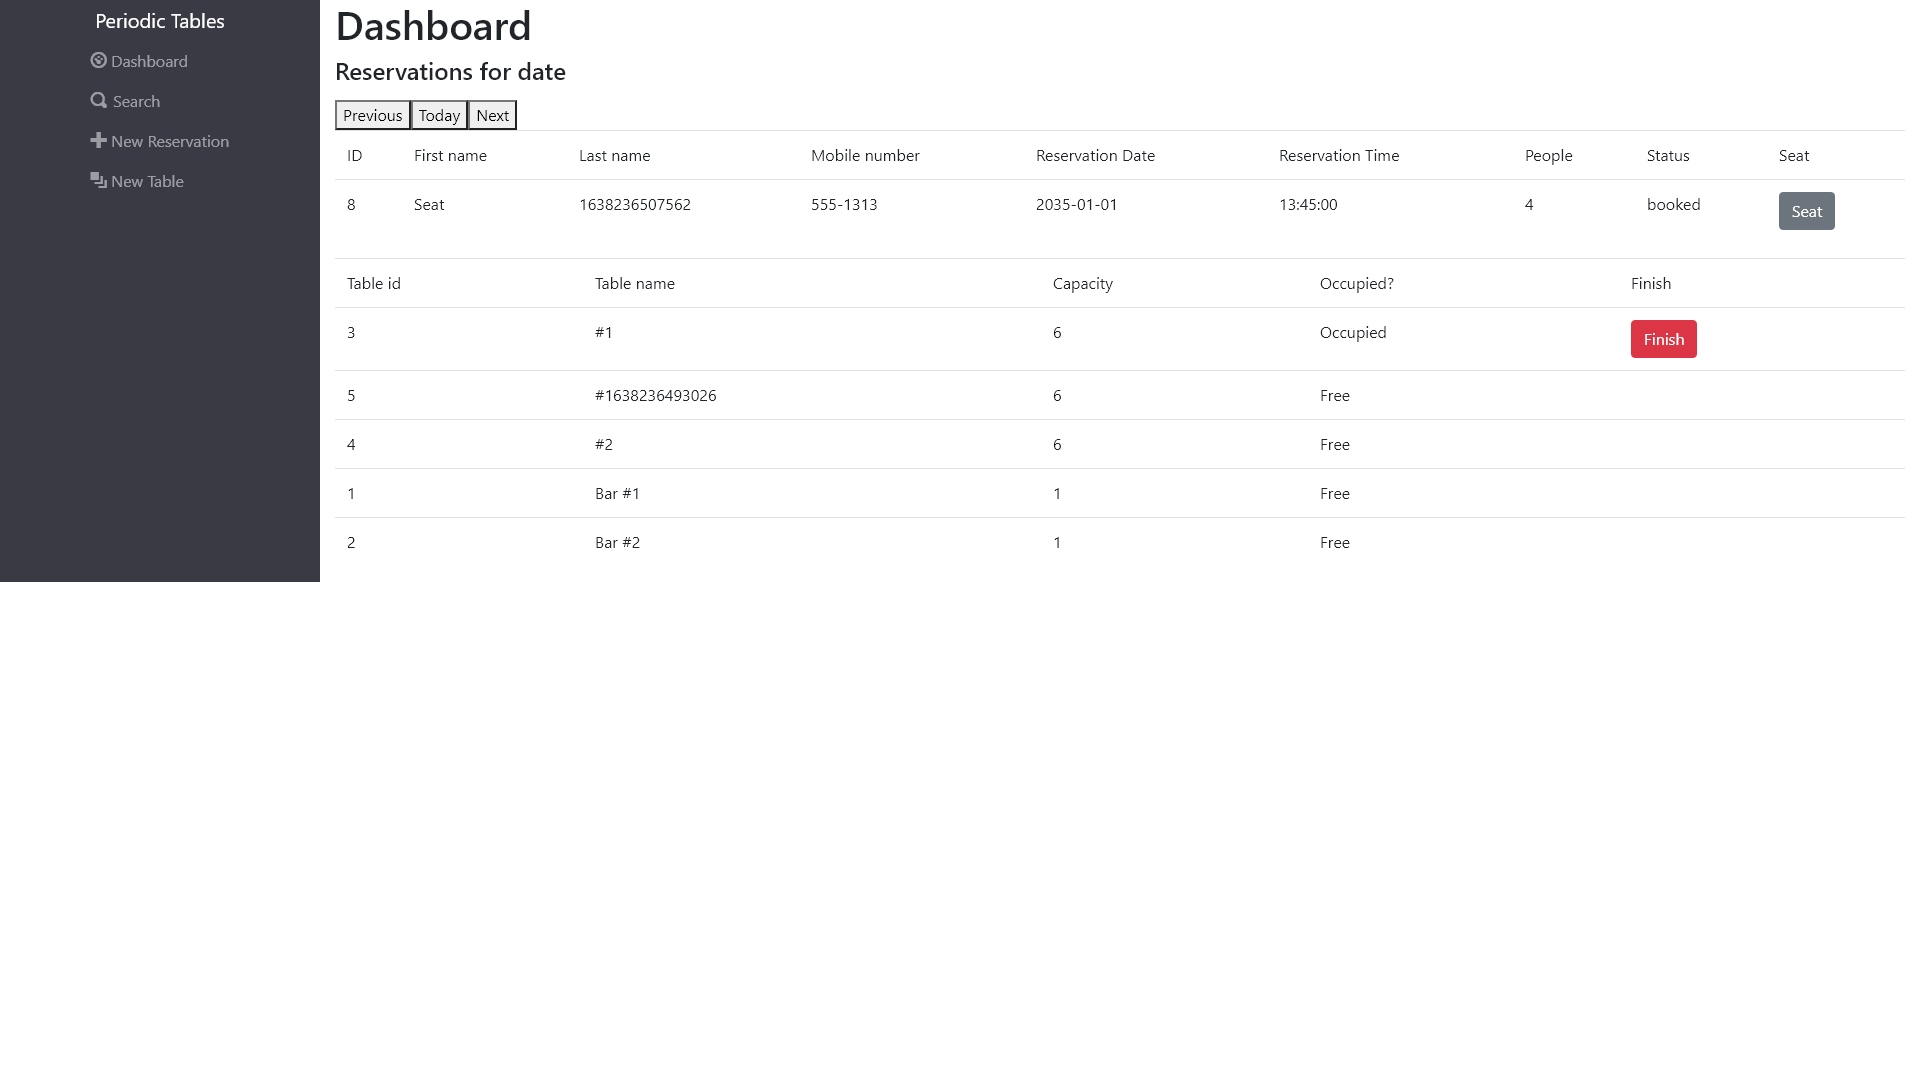 Periodic Tables
Dashboard
Search
New Reservation
New Table
Dashboard
Reservations for date
Previous Today Next
ID First name Last name Mobile number Reservation Date Reservation Time People Status Seat
8 Seat 1638236507562 555-1313 2035-01-01 13:45:00 4 booked Seat
Table id Table name Capacity Occupied? Finish
3 #1 6 Occupied Finish
5 #1638236493026 6 Free
4 #2 6 Free
1 Bar #1 1 Free
2 Bar #2 1 Free